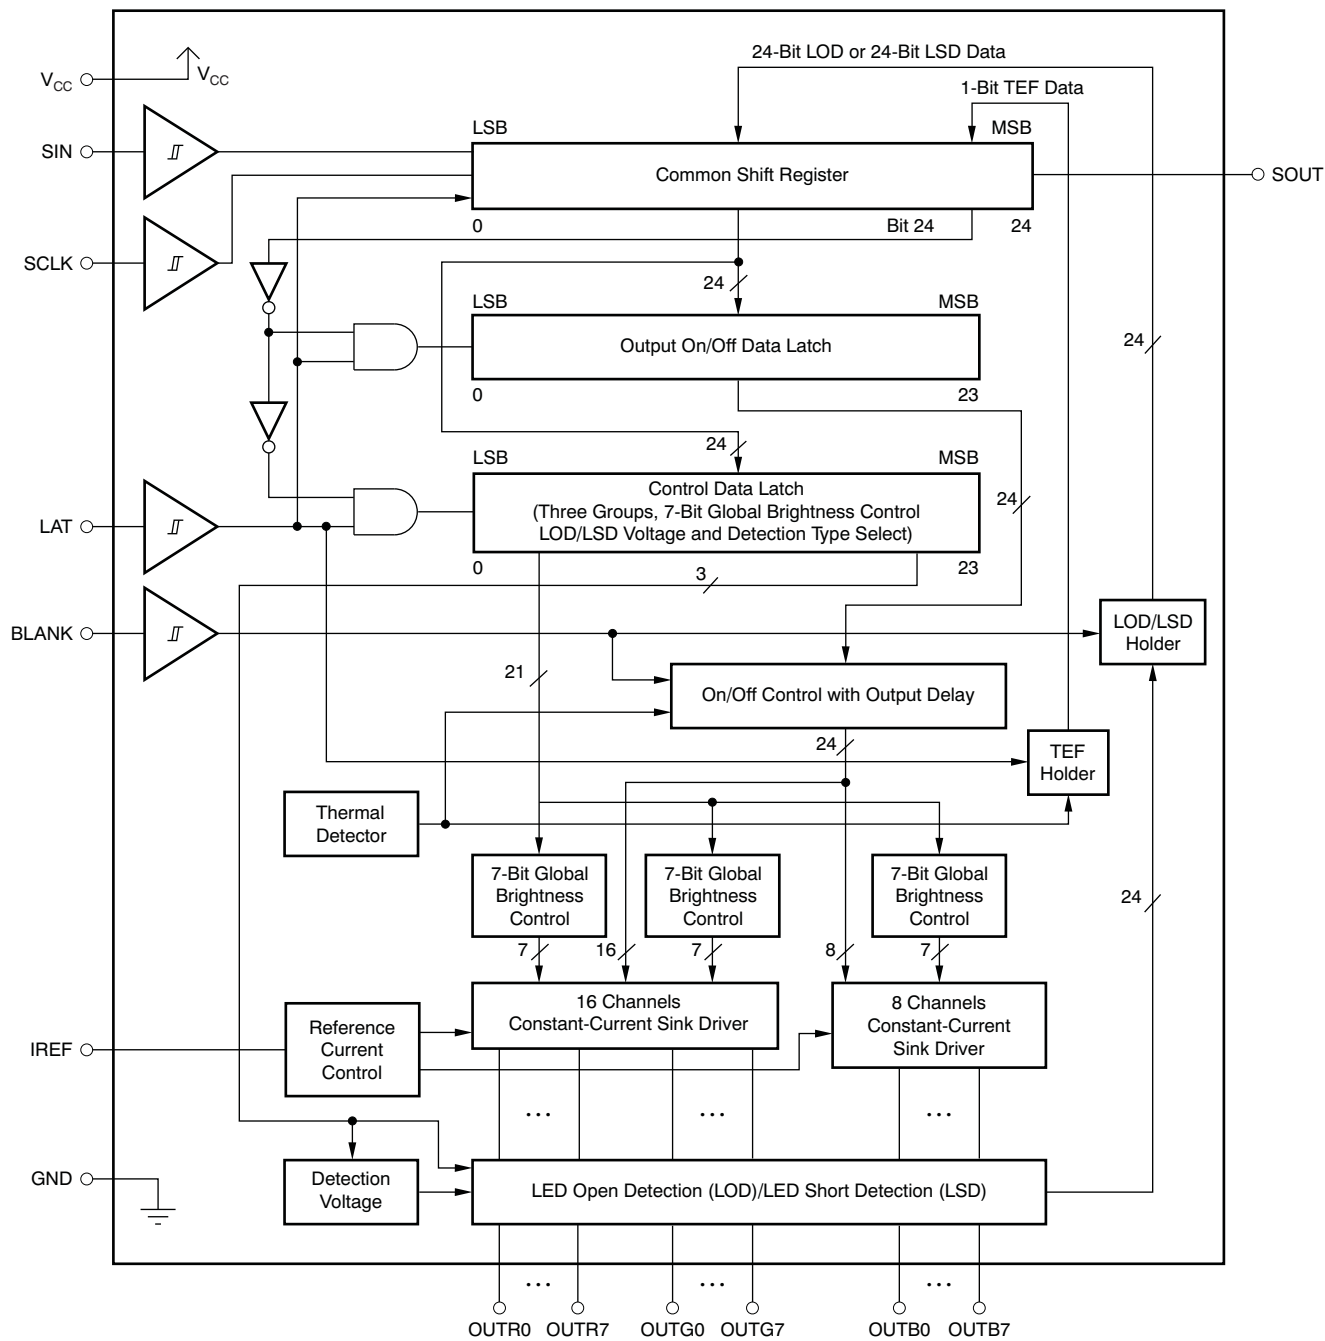 24-Bit LOD or 24-Bit LSD Data
VCC
VCC
1-Bit TEF Data
LSB
MSB
SIN
Common Shift Register
SOUT
0
Bit 24
24
SCLK
24
LSB
MSB
Output On/Off Data Latch
24
0
23
24
LSB
MSB
Control Data Latch
(Three Groups, 7-Bit Global Brightness Control
LOD/LSD Voltage and Detection Type Select)
24
LAT
0
23
3
BLANK
LOD/LSD
Holder
21
On/Off Control with Output Delay
24
TEF
Holder
Thermal
Detector
7-Bit Global
Brightness
Control
7-Bit Global
Brightness
Control
7-Bit Global
Brightness
Control
24
7
16
7
8
7
16 Channels
Constant-Current Sink Driver
8 Channels
Constant-Current
Sink Driver
Reference
Current
Control
IREF
...
...
...
GND
Detection
Voltage
LED Open Detection (LOD)/LED Short Detection (LSD)
...
...
...
OUTR0
OUTR7
OUTG0
OUTG7
OUTB0
OUTB7